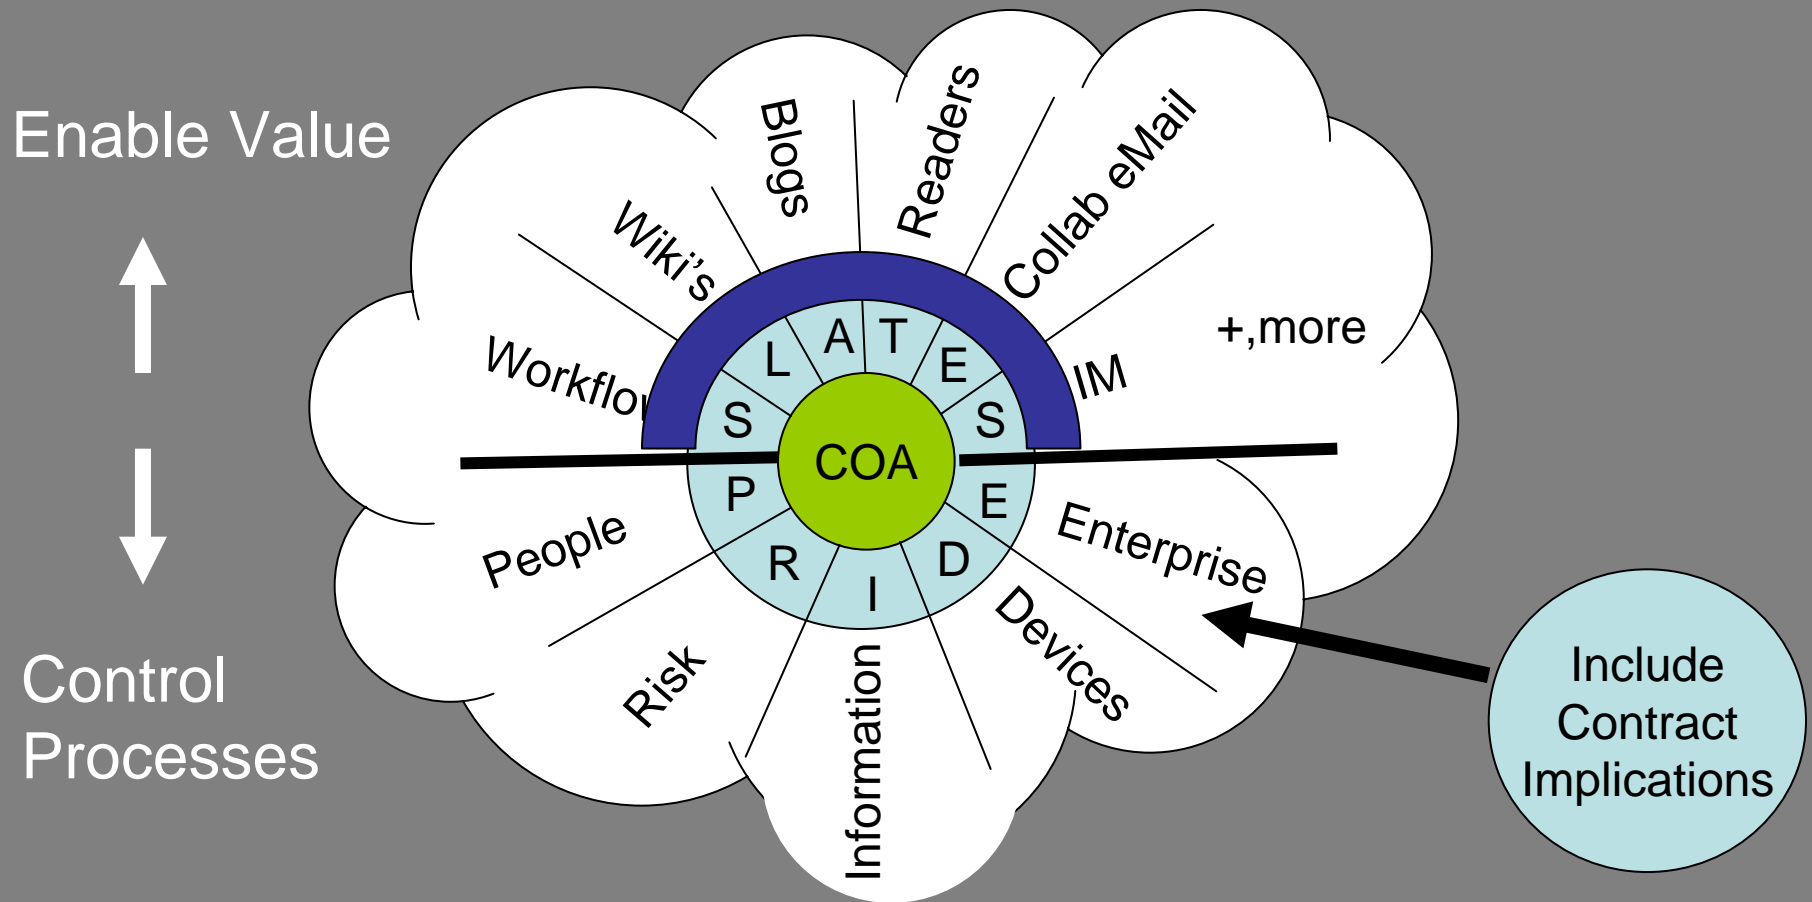 Enable Value
Control
Processes
Blogs
Readers
Collab eMail
Wiki's
Workflo
+,more
IM
S
L
A
T
E
S
COA
P
R
I
D
E
People
Risk
Information
Devices
Enterprise
Include
Contract
Implications